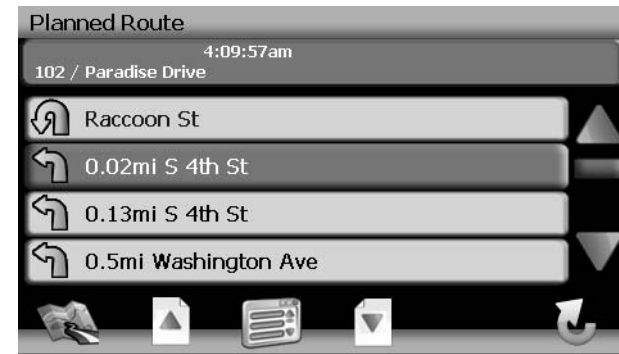 Planned Route
4:09:57am
102 / Paradise Drive
Raccoon St
0.02mi S 4th St
0.13mi S 4th St
0.5mi Washington Ave